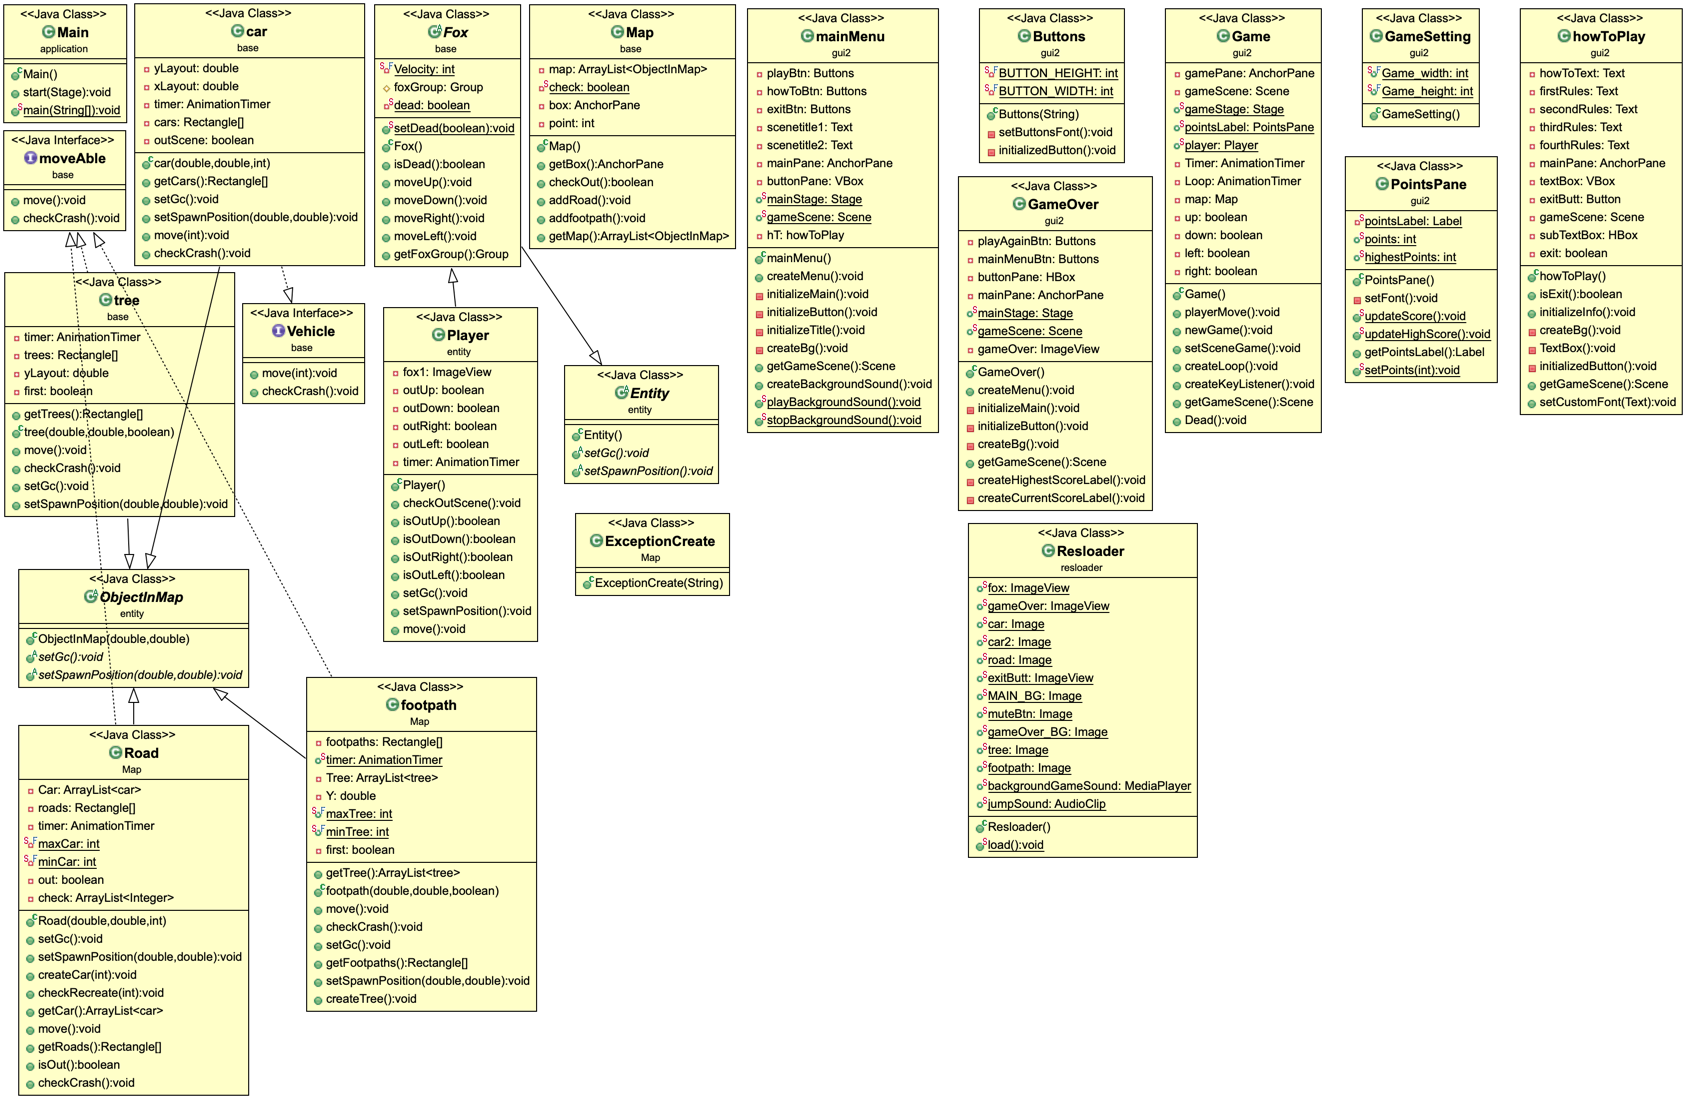 <<Java Class>>
Main
application
Main()
start(Stage):void
main(String[]):void
<<Java Interface>>
moveAble
base
move():void
checkCrash():void
<<Java Class>>
car
base
yLayout: double
xLayout: double
timer: AnimationTimer
cars: Rectangle[]
outScene: boolean
car(double,double,int)
getCars():Rectangle[]
setGc():void
setSpawnPosition(double,double):void
move(int):void
checkCrash():void
<<Java Class>>
Fox
base
Velocity: int
foxGroup: Group
dead: boolean
setDead(boolean):void
Fox()
isDead():boolean
moveUp():void
moveDown():void
moveRight():void
moveLeft():void
getFoxGroup():Group
<<Java Class>>
Map
base
map: ArrayList<ObjectInMap>
check: boolean
box: AnchorPane
point: int
Map()
getBox():AnchorPane
checkOut():boolean
addRoad():void
addfootpath():void
getMap():ArrayList<ObjectInMap>
<<Java Class>>
mainMenu
gui2
playBtn: Buttons
howToBtn: Buttons
exitBtn: Buttons
scenetitle1: Text
scenetitle2: Text
mainPane: AnchorPane
buttonPane: VBox
mainStage: Stage
gameScene: Scene
hT: howToPlay
mainMenu()
createMenu():void
initializeMain():void
initializeButton():void
initializeTitle():void
createBg():void
getGameScene():Scene
createBackgroundSound():void
playBackgroundSound():void
stopBackgroundSound():void
<<Java Class>>
Buttons
gui2
BUTTON_HEIGHT: int
BUTTON_WIDTH: int
Buttons(String)
setButtonsFont():void
initializedButton():void
<<Java Class>>
Game
gui2
gamePane: AnchorPane
gameScene: Scene
gameStage: Stage
pointsLabel: PointsPane
player: Player
Timer: AnimationTimer
Loop: AnimationTimer
map: Map
up: boolean
down: boolean
left: boolean
right: boolean
Game()
playerMove():void
newGame():void
setSceneGame():void
createLoop():void
createKeyListener():void
getGameScene():Scene
Dead():void
<<Java Class>>
GameSetting
gui2
Game_width: int
Game_height: int
GameSetting()
<<Java Class>>
howToPlay
gui2
howToText: Text
firstRules: Text
secondRules: Text
thirdRules: Text
fourthRules: Text
mainPane: AnchorPane
textBox: VBox
exitButt: Button
gameScene: Scene
subTextBox: HBox
exit: boolean
howToPlay()
isExit():boolean
initializeInfo():void
createBg():void
TextBox():void
initializedButton():void
getGameScene():Scene
setCustomFont(Text):void
<<Java Class>>
PointsPane
gui2
pointsLabel: Label
points: int
highestPoints: int
PointsPane()
setFont():void
updateScore():void
updateHighScore():void
getPointsLabel():Label
setPoints(int):void
<<Java Class>>
GameOver
gui2
playAgainBtn: Buttons
mainMenuBtn: Buttons
buttonPane: HBox
mainPane: AnchorPane
mainStage: Stage
gameScene: Scene
gameOver: ImageView
GameOver()
createMenu():void
initializeMain():void
initializeButton():void
createBg():void
getGameScene():Scene
createHighestScoreLabel():void
createCurrentScoreLabel():void
<<Java Class>>
tree
base
timer: AnimationTimer
trees: Rectangle[]
yLayout: double
first: boolean
getTrees():Rectangle[]
tree(double,double,boolean)
move():void
checkCrash():void
setGc():void
setSpawnPosition(double,double):void
<<Java Interface>>
Vehicle
base
move(int):void
checkCrash():void
<<Java Class>>
Player
entity
fox1: ImageView
outUp: boolean
outDown: boolean
outRight: boolean
outLeft: boolean
timer: AnimationTimer
Player()
checkOutScene():void
isOutUp():boolean
isOutDown():boolean
isOutRight():boolean
isOutLeft():boolean
setGc():void
setSpawnPosition():void
move():void
<<Java Class>>
Entity
entity
Entity()
setGc():void
setSpawnPosition():void
<<Java Class>>
ExceptionCreate
Map
ExceptionCreate(String)
<<Java Class>>
Resloader
resloader
fox: ImageView
gameOver: ImageView
car: Image
car2: Image
road: Image
exitButt: ImageView
MAIN_BG: Image
muteBtn: Image
gameOver_BG: Image
tree: Image
footpath: Image
backgroundGameSound: MediaPlayer
jumpSound: AudioClip
Resloader()
load():void
<<Java Class>>
ObjectInMap
entity
ObjectInMap(double,double)
setGc():void
setSpawnPosition(double,double):void
<<Java Class>>
Road
Map
Car: ArrayList<car>
roads: Rectangle[]
timer: AnimationTimer
maxCar: int
minCar: int
out: boolean
check: ArrayList<Integer>
Road(double,double,int)
setGc():void
setSpawnPosition(double,double):void
createCar(int):void
checkRecreate(int):void
getCar():ArrayList<car>
move():void
getRoads():Rectangle[]
isOut():boolean
checkCrash():void
<<Java Class>>
footpath
Map
footpaths: Rectangle[]
timer: AnimationTimer
Tree: ArrayList<tree>
Y: double
maxTree: int
minTree: int
first: boolean
getTree():ArrayList<tree>
footpath(double,double,boolean)
move():void
checkCrash():void
setGc():void
getFootpaths():Rectangle[]
setSpawnPosition(double,double):void
createTree():void